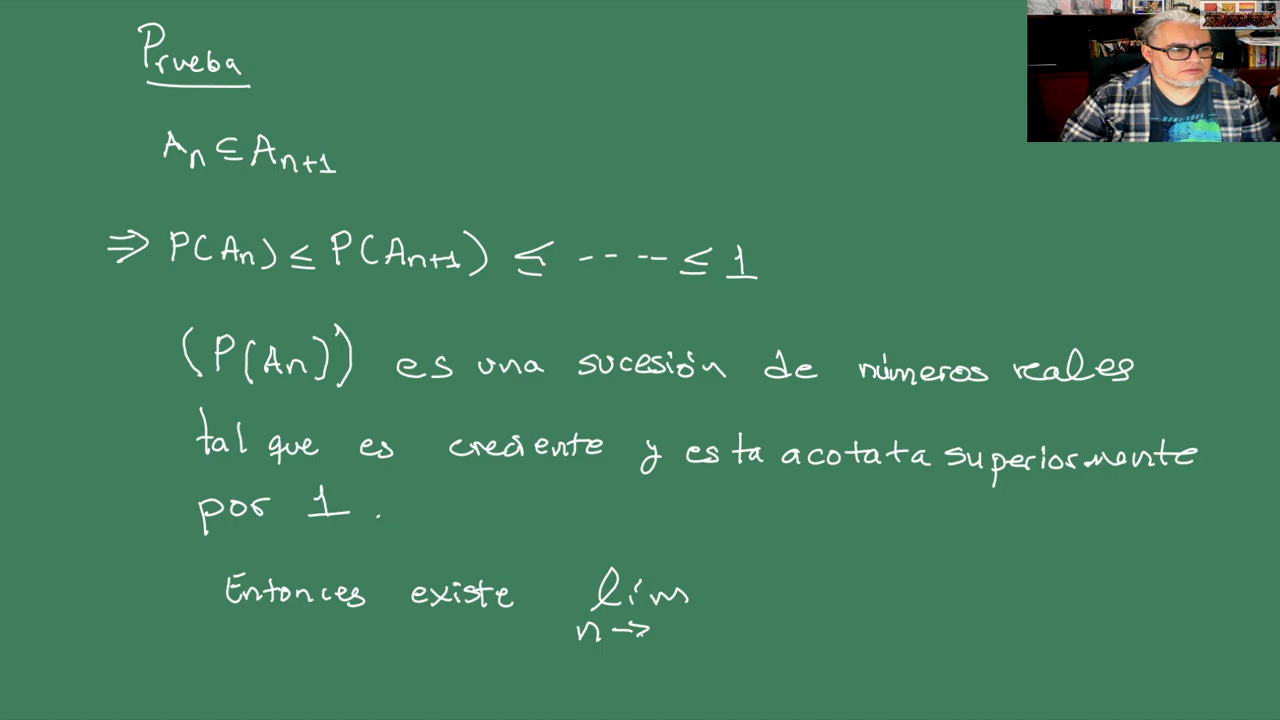 Prueba
An ⊆ An+1
⇒ P(An) ≤ P(An+1) ≤ ----- ≤ 1
(P(An)) es una sucesión de números reales
tal que es creciente y esta acotata superiormente
por 1.
Entonces existe lím
n →